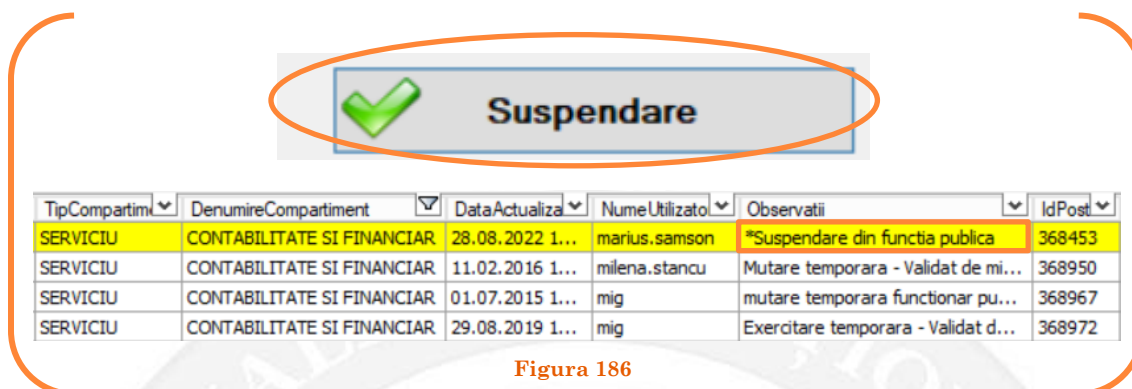 Suspendare
TipCompartime DenumireCompartiment DataActualiza NumeUtilizato Observatii IdPost
SERVICIU CONTABILITATE SI FINANCIAR 28.08.2022 1... marius.samson *Suspendare din functia publica 368453
SERVICIU CONTABILITATE SI FINANCIAR 11.02.2016 1... milena.stancu Mutare temporara - Validat de mi... 368950
SERVICIU CONTABILITATE SI FINANCIAR 01.07.2015 1... mig mutare temporara functionar pu... 368967
SERVICIU CONTABILITATE SI FINANCIAR 29.08.2019 1... mig Exercitare temporara - Validat d... 368972
Figura 186